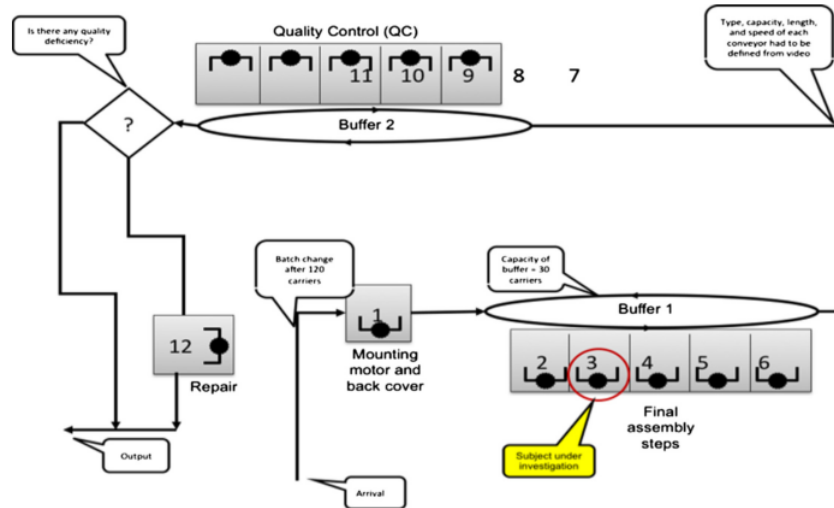 Is there any quality
deficiency?
Quality Control (QC)
Type, capacity, length,
and speed of each
conveyor had to be
defined from video
11
10
9
8
7
?
Buffer 2
Batch change
after 120
carriers
Capacity of
buffer = 30
carriers
1
Buffer 1
Mounting
motor and
back cover
2
3
4
5
6
12
Repair
Final
assembly
steps
Output
Subject under
investigation
Arrival